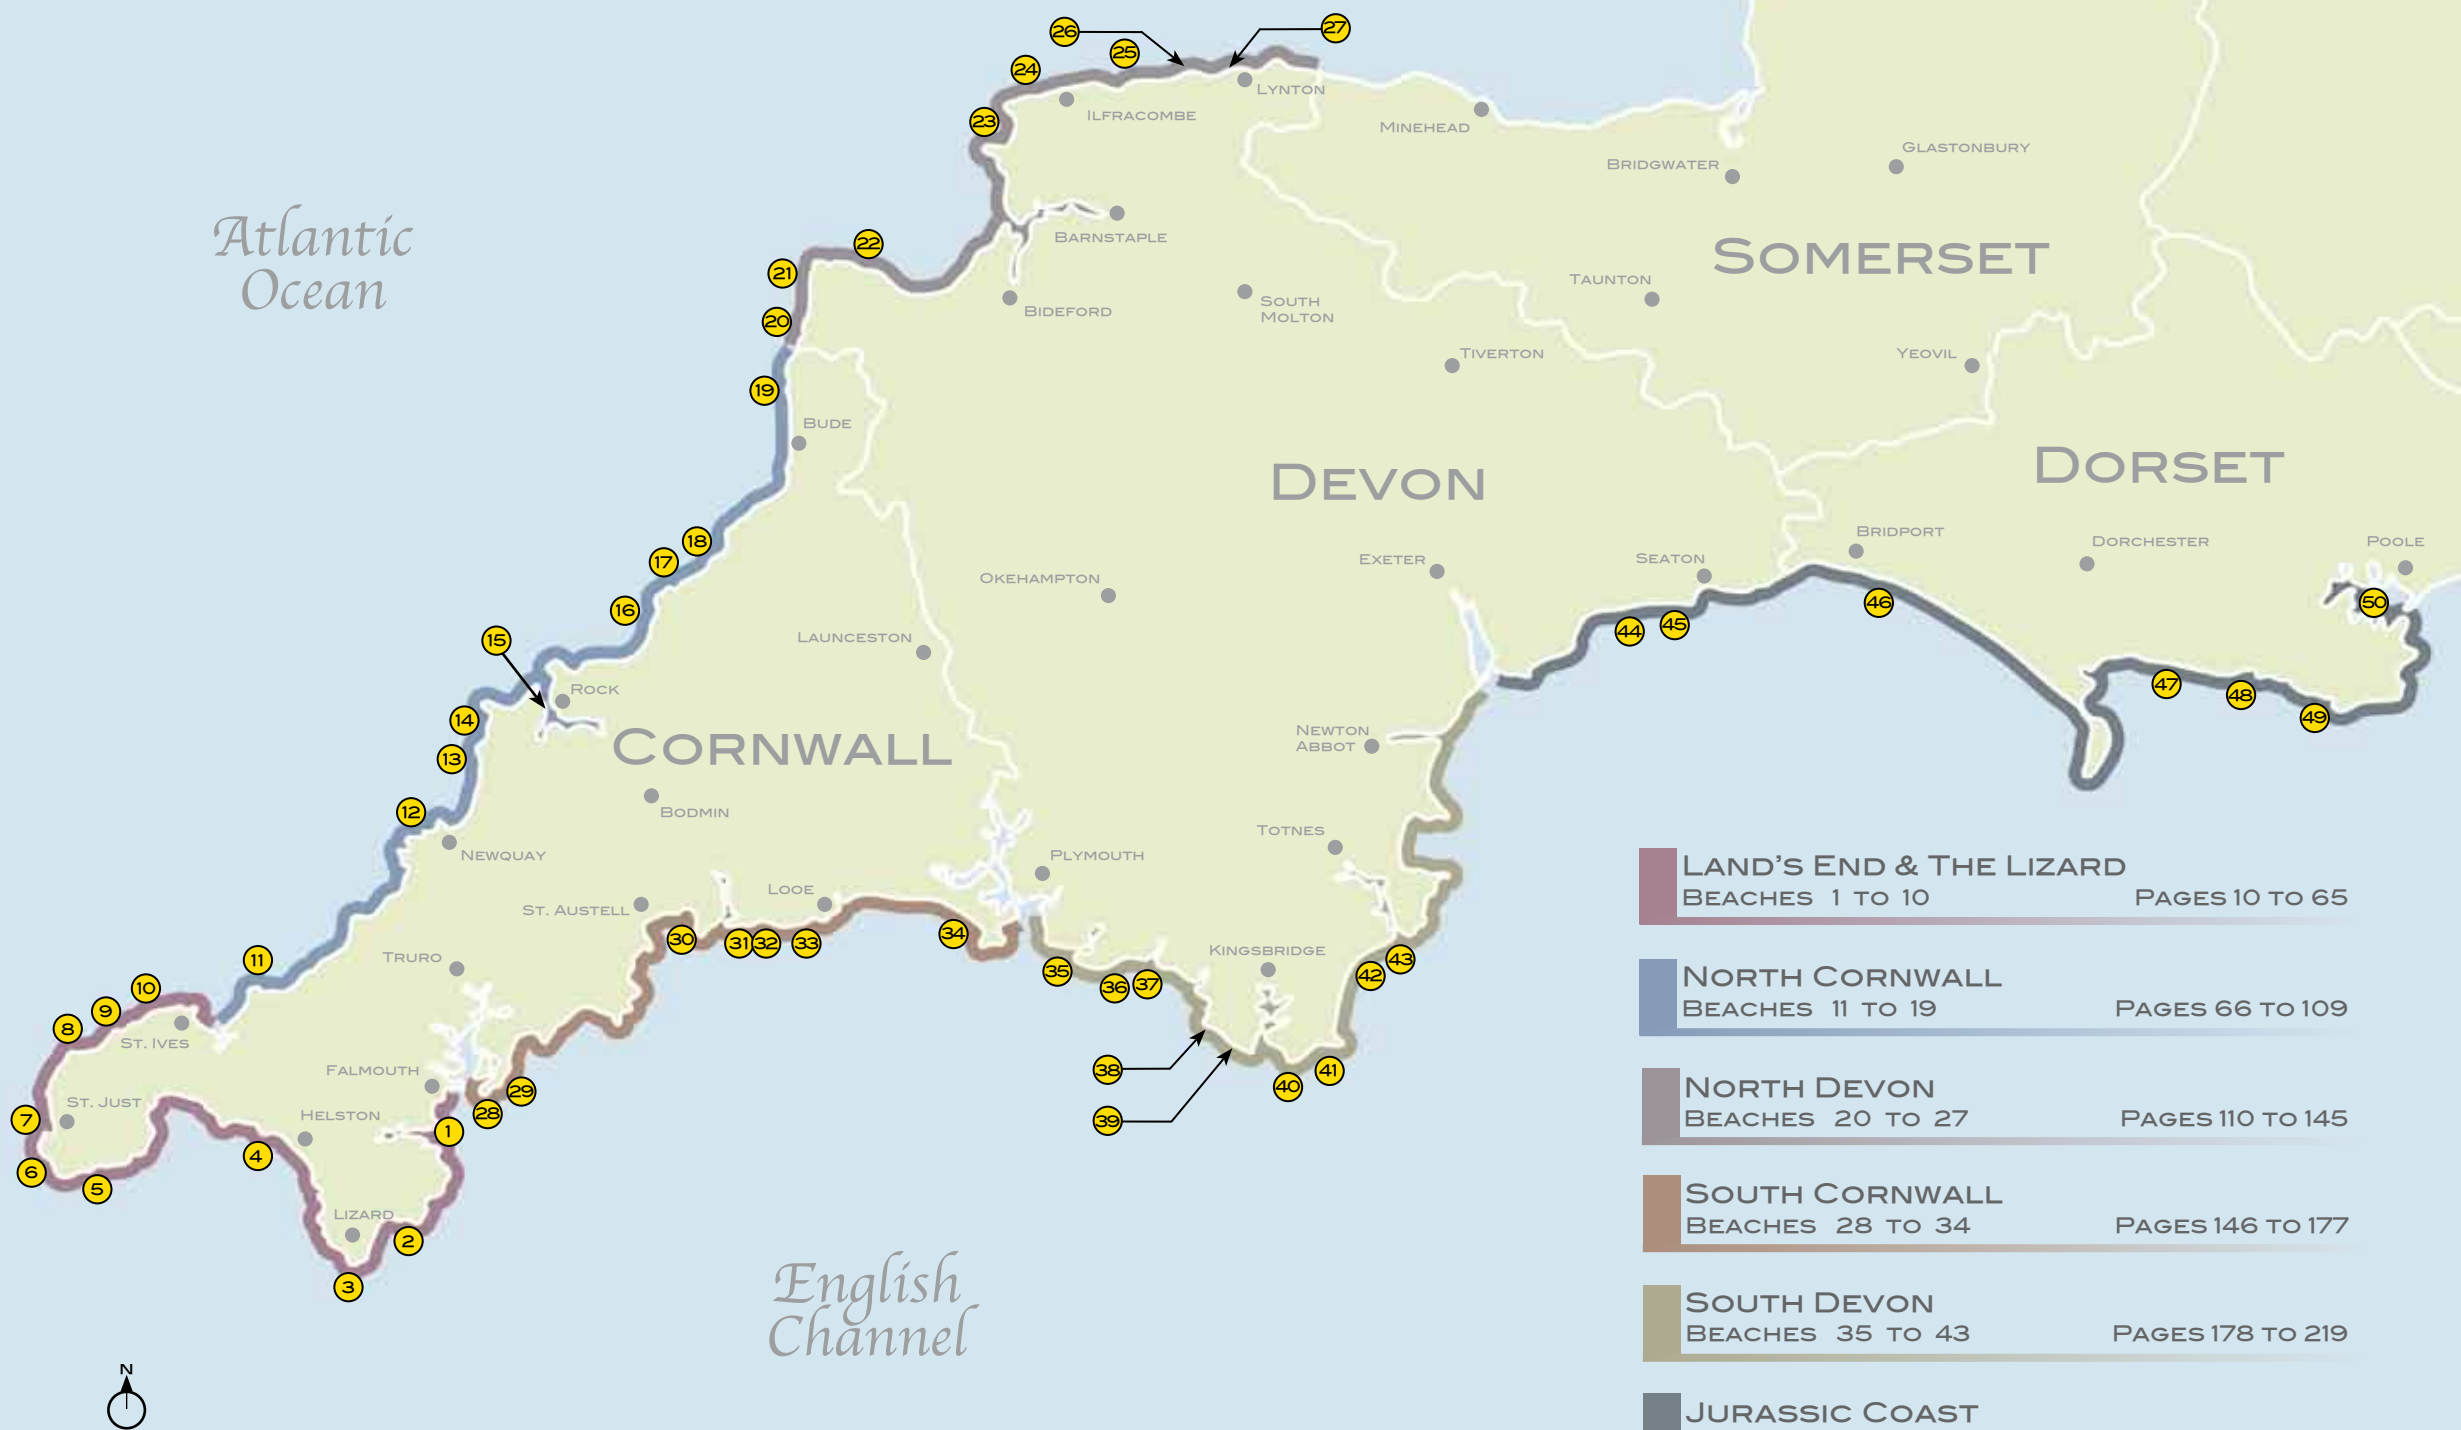 26
27
25
24
Lynton
Ilfracombe
Minehead
23
Glastonbury
Bridgwater
Atlantic
Ocean
Barnstaple
22
Somerset
21
Taunton
South
Molton
Bideford
20
Tiverton
Yeovil
19
Bude
Devon
Dorset
18
17
Bridport
Dorchester
Poole
Exeter
Seaton
Okehampton
16
46
50
45
44
15
Launceston
Rock
47
48
14
49
Newton
Abbot
Cornwall
13
12
Bodmin
Totnes
Newquay
Plymouth
Looe
St. Austell
34
30
31
32
33
Truro
Kingsbridge
11
43
42
35
36
37
10
9
8
St. Ives
Falmouth
38
41
40
29
28
39
St. Just
Helston
7
1
4
6
5
Lizard
2
3
English
Channel
N
Land's End & The Lizard
Beaches 1 to 10 Pages 10 to 65
North Cornwall
Beaches 11 to 19 Pages 66 to 109
North Devon
Beaches 20 to 27 Pages 110 to 145
South Cornwall
Beaches 28 to 34 Pages 146 to 177
South Devon
Beaches 35 to 43 Pages 178 to 219
Jurassic Coast